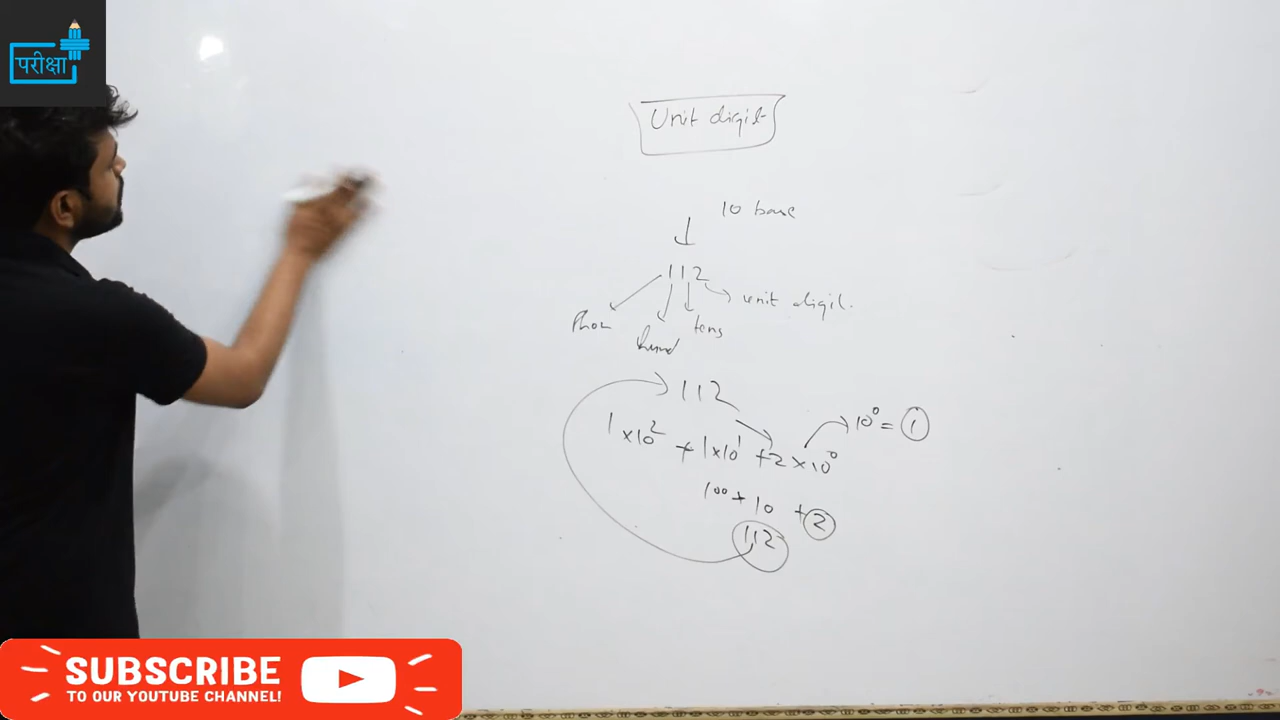 परीक्षा
Unit digit
10 base
112
unit digit.
tens
112
1×10² + 1×10¹ + 2×10⁰
10⁰ = 1
100 + 10 + 2
112
SUBSCRIBE
TO OUR YOUTUBE CHANNEL!